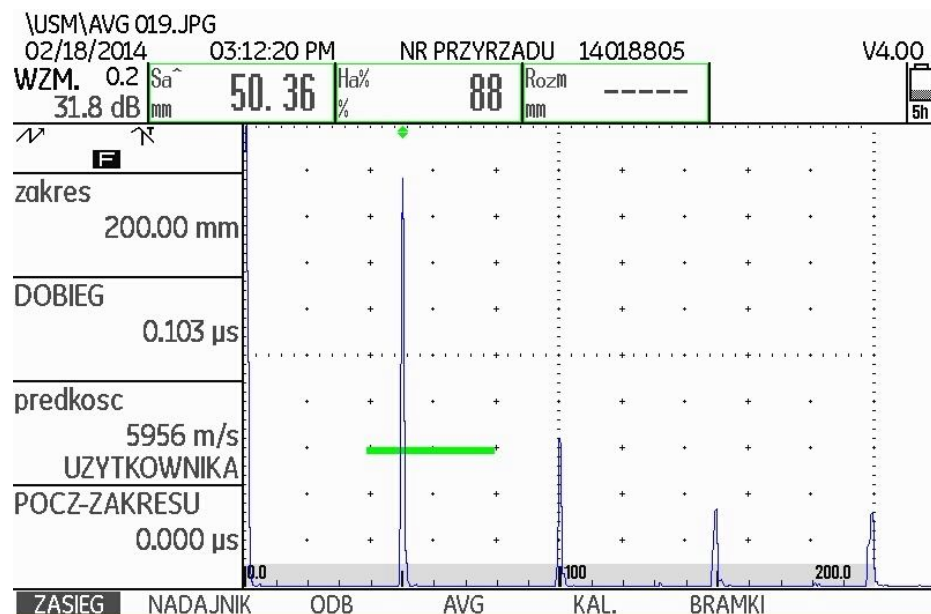 \USM\AVG 019.JPG
02/18/2014 03:12:20 PM NR PRZYRZADU 14018805 V4.00
WZM. 0.2
31.8 dB
Sa^
mm
50.36
Ha%
%
88
Rozm
mm
-----
5h
F
zakres
200.00 mm
DOBIEG
0.103 µs
predkosc
5956 m/s
UZYTKOWNIKA
POCZ-ZAKRESU
0.000 µs
0.0 100 200.0
ZASIEG NADAJNIK ODB AVG KAL. BRAMKI